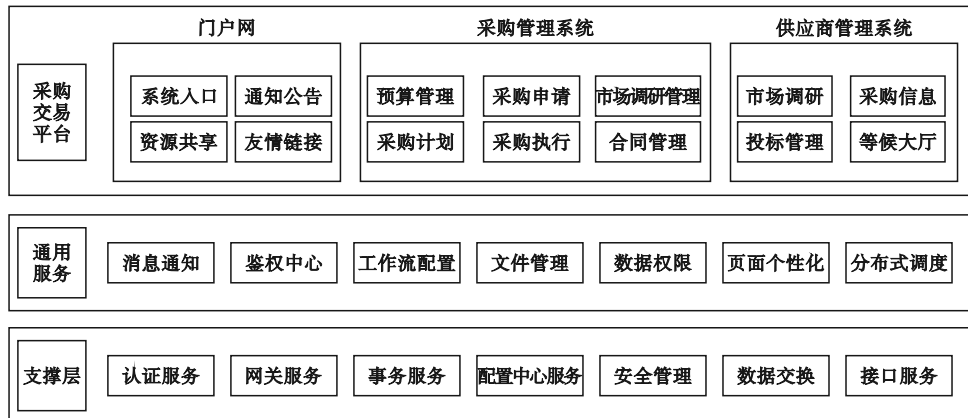 门户网 采购管理系统 供应商管理系统
采购
交易
平台
系统入口 通知公告 预算管理 采购申请 市场调研管理 市场调研 采购信息
资源共享 友情链接 采购计划 采购执行 合同管理 投标管理 等候大厅
通用
服务
消息通知 鉴权中心 工作流配置 文件管理 数据权限 页面个性化 分布式调度
支撑层 认证服务 网关服务 事务服务 配置中心服务 安全管理 数据交换 接口服务